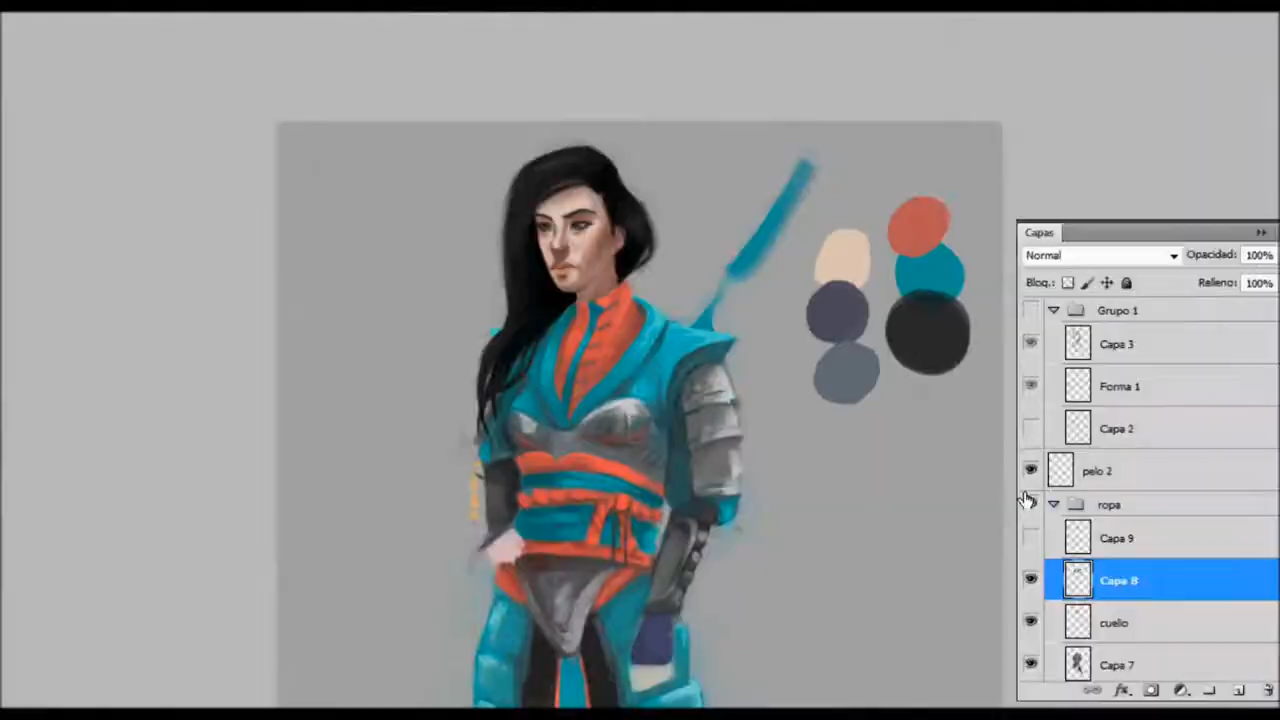 Capas
Normal Opacidad: 100%
Bloq.: Relleno: 100%
Grupo 1
Capa 3
Forma 1
Capa 2
pelo 2
ropa
Capa 9
Capa 8
cuello
Capa 7